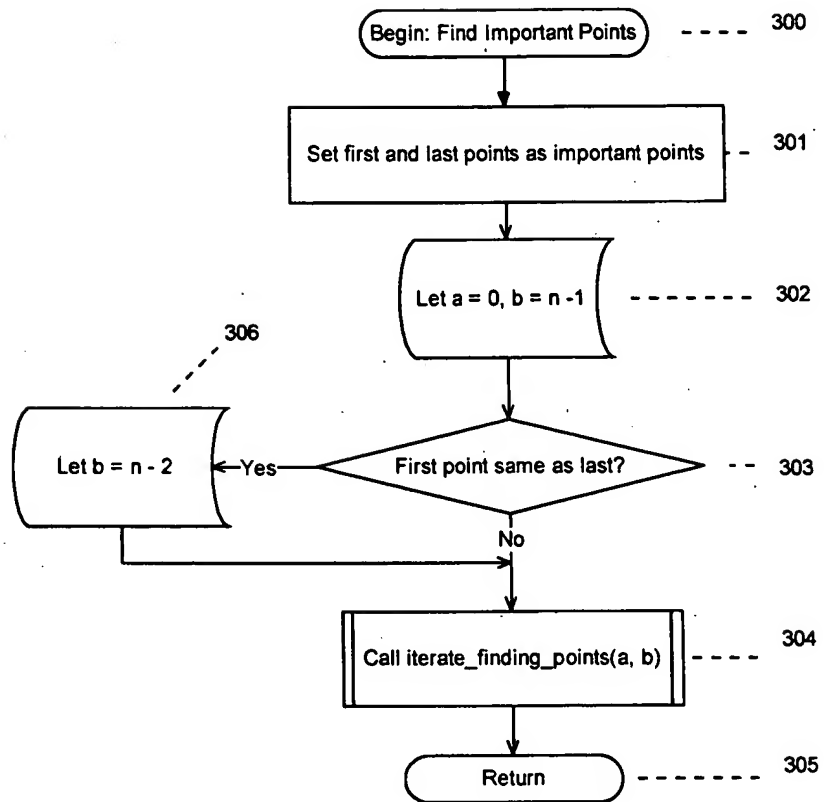 Begin: Find Important Points
300
Set first and last points as important points
301
Let a = 0, b = n -1
302
306
Let b = n - 2
Yes
First point same as last?
303
No
Call iterate_finding_points(a, b)
304
Return
305